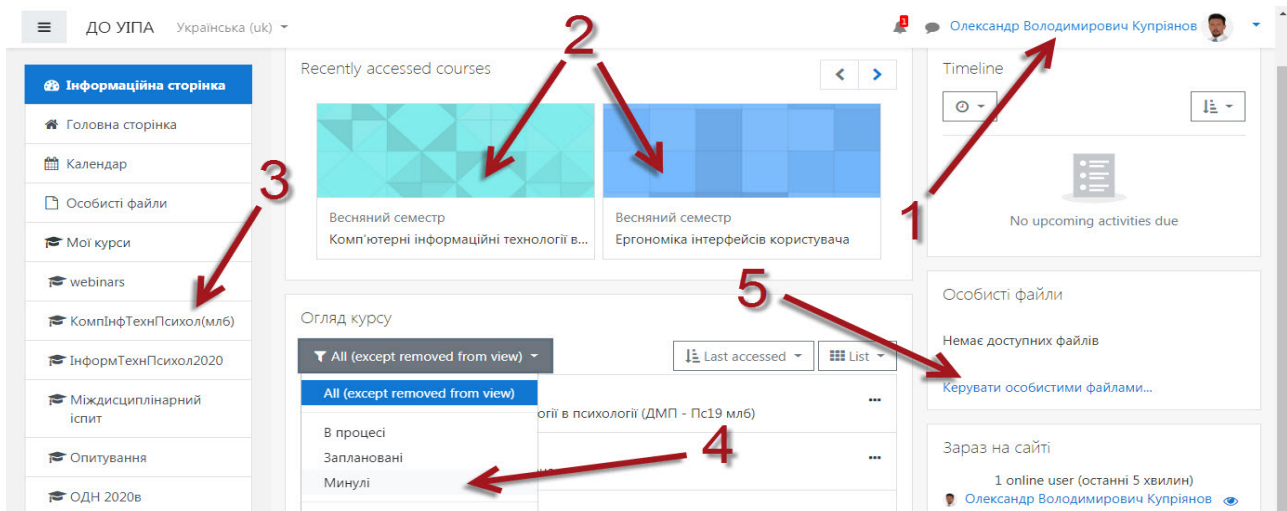 ДО УІПА Українська (uk)
1
Олександр Володимирович Купріянов
2
1
3
4
5
Інформаційна сторінка
Головна сторінка
Календар
Особисті файли
Мої курси
webinars
КомпІнфТехнПсихол(мл6)
ІнформТехнПсихол2020
Міждисциплінарний
іспит
Опитування
ОДН 2020в
Recently accessed courses
Весняний семестр
Комп'ютерні інформаційні технології в...
Весняний семестр
Ергономіка інтерфейсів користувача
Огляд курсу
All (except removed from view)
Last accessed
List
All (except removed from view)
В процесі
Заплановані
Минулі
огії в психології (ДМП - Пс19 мл6)
Timeline
No upcoming activities due
Особисті файли
Немає доступних файлів
Керувати особистими файлами...
Зараз на сайті
1 online user (останні 5 хвилин)
Олександр Володимирович Купріянов